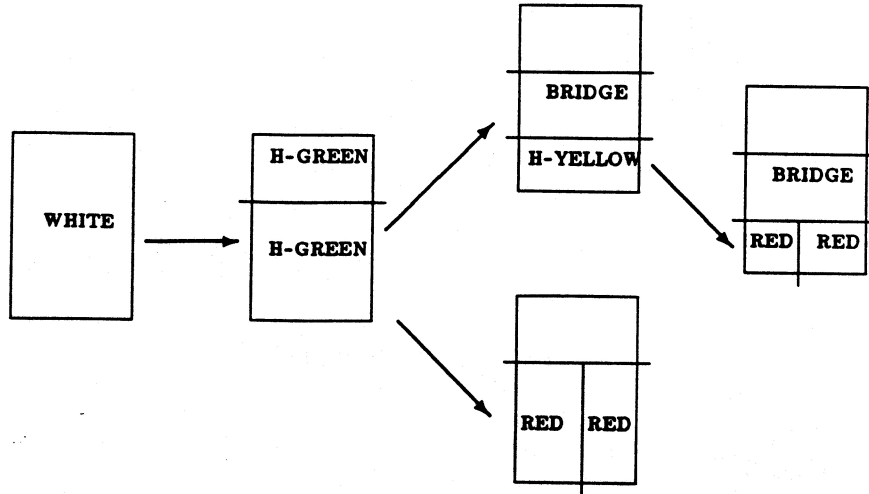 WHITE
H-GREEN
H-GREEN
BRIDGE
H-YELLOW
BRIDGE
RED RED
RED RED